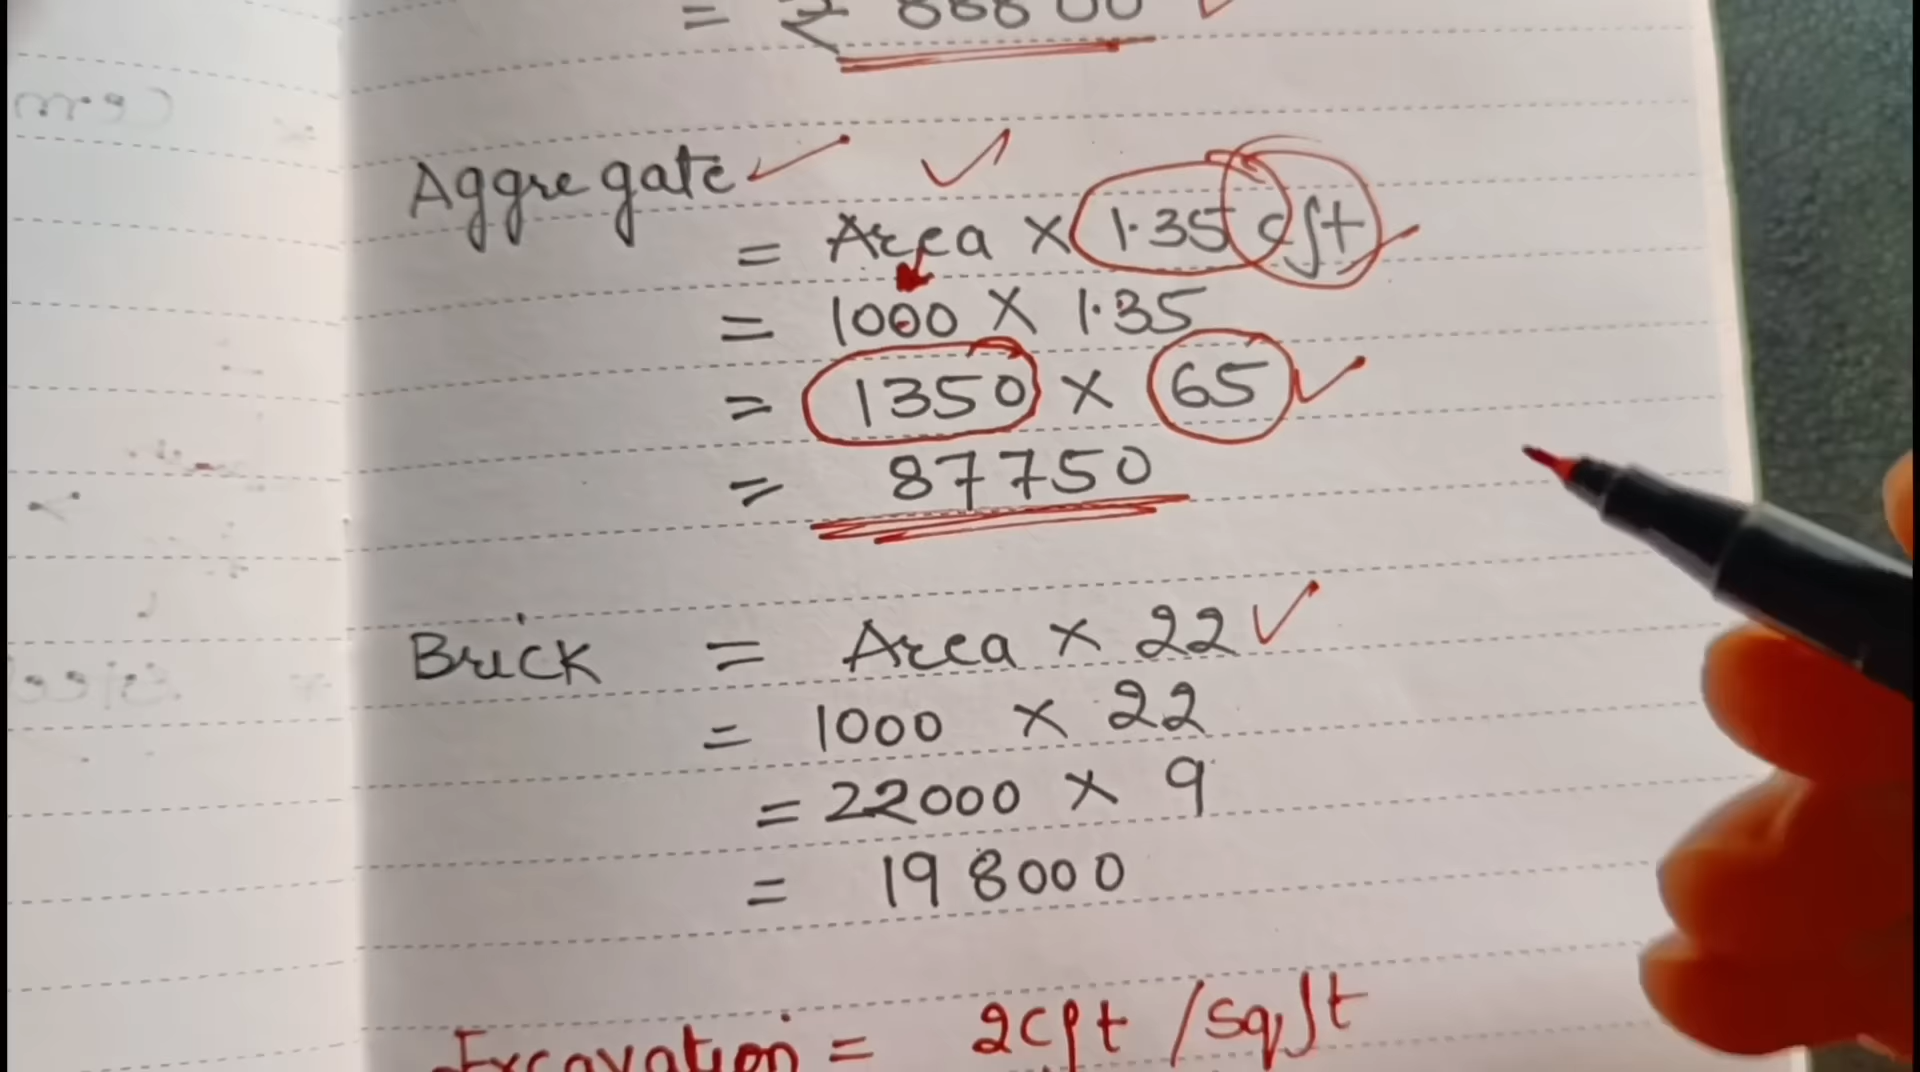 = ₹
Aggregate
= Area × 1.35 cft
= 1000 × 1.35
= 1350 × 65
= 87750
Brick = Area × 22
= 1000 × 22
= 22000 × 9
= 198000
Excavation = 2cft /sqft